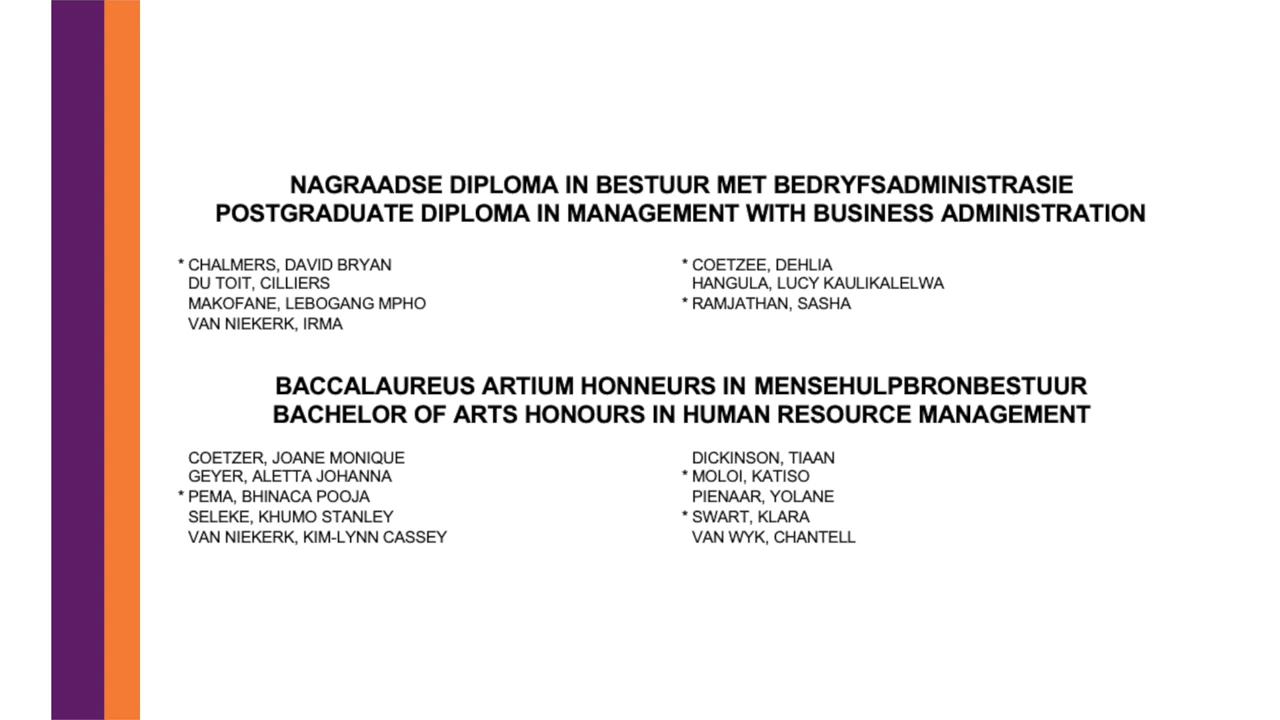 NAGRAADSE DIPLOMA IN BESTUUR MET BEDRYFSADMINISTRASIE
POSTGRADUATE DIPLOMA IN MANAGEMENT WITH BUSINESS ADMINISTRATION
* CHALMERS, DAVID BRYAN
DU TOIT, CILLIERS
MAKOFANE, LEBOGANG MPHO
VAN NIEKERK, IRMA
* COETZEE, DEHLIA
HANGULA, LUCY KAULIKALELWA
* RAMJATHAN, SASHA
BACCALAUREUS ARTIUM HONNEURS IN MENSEHULPBRONBESTUUR
BACHELOR OF ARTS HONOURS IN HUMAN RESOURCE MANAGEMENT
COETZER, JOANE MONIQUE
GEYER, ALETTA JOHANNA
* PEMA, BHINACA POOJA
SELEKE, KHUMO STANLEY
VAN NIEKERK, KIM-LYNN CASSEY
DICKINSON, TIAAN
* MOLOI, KATISO
PIENAAR, YOLANE
* SWART, KLARA
VAN WYK, CHANTELL